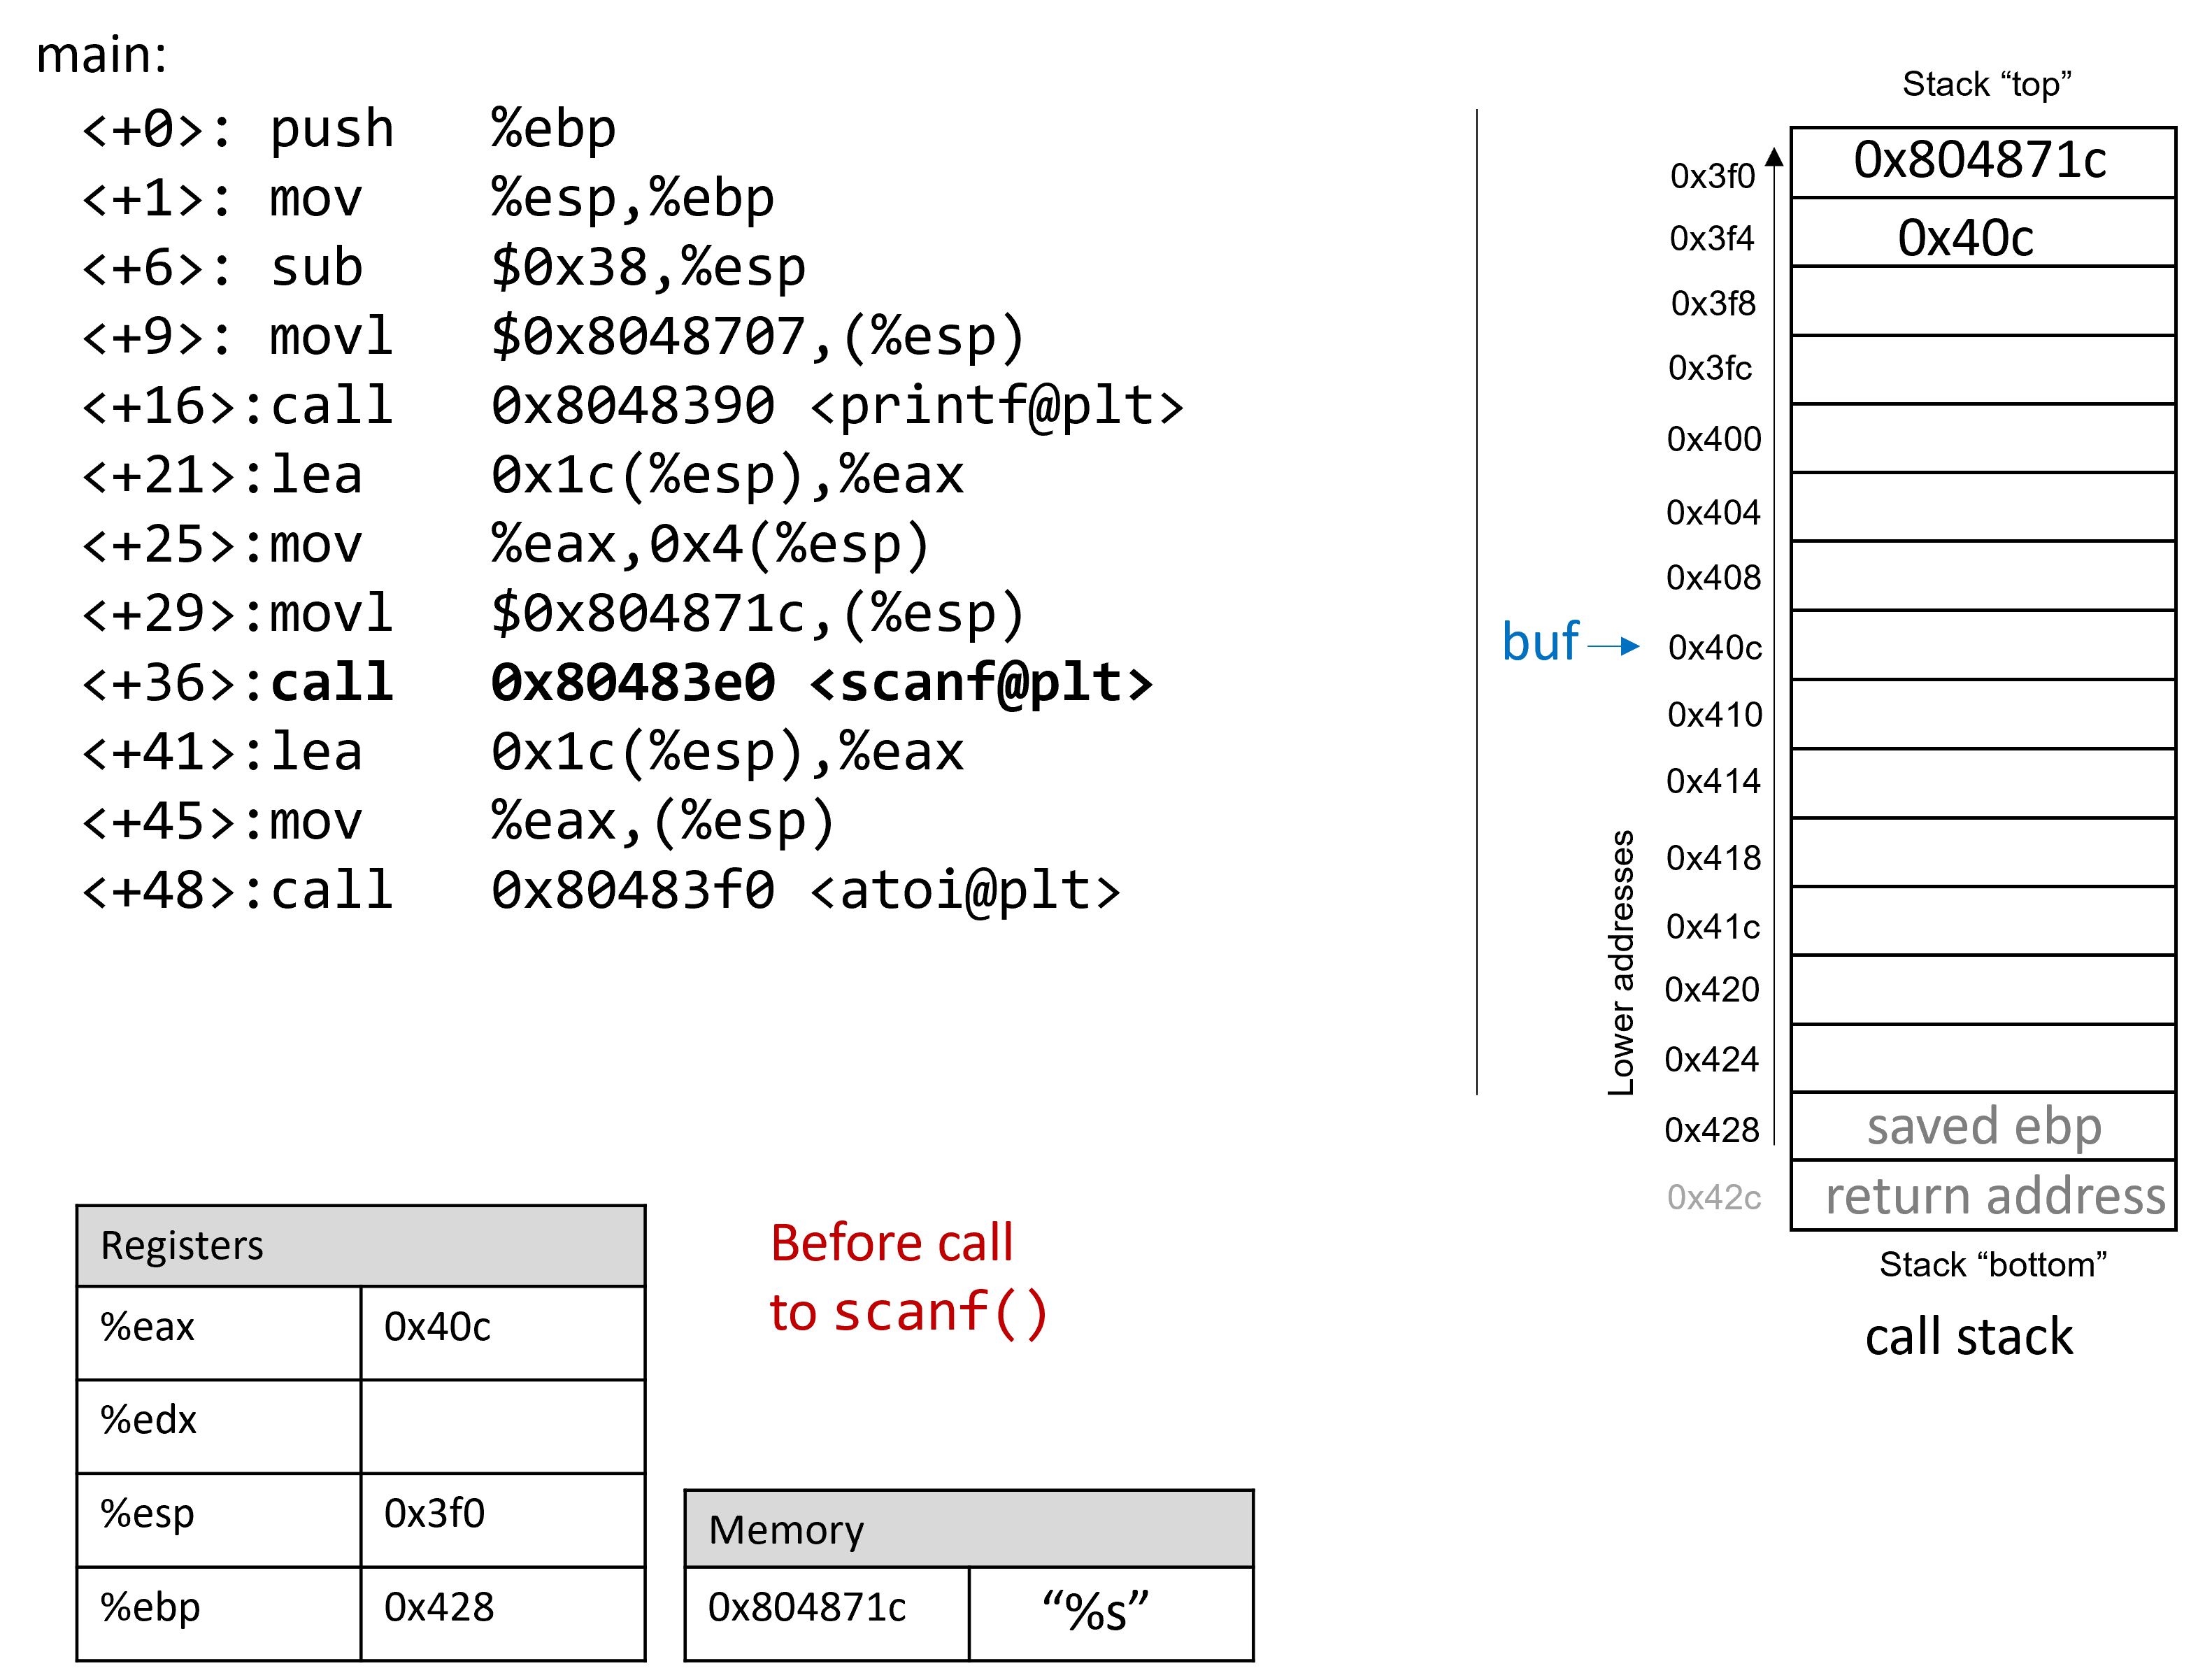 main:
<+0>: push %ebp
<+1>: mov %esp,%ebp
<+6>: sub $0x38,%esp
<+9>: movl $0x8048707,(%esp)
<+16>:call 0x8048390 <printf@plt>
<+21>:lea 0x1c(%esp),%eax
<+25>:mov %eax,0x4(%esp)
<+29>:movl $0x804871c,(%esp)
<+36>:call 0x80483e0 <scanf@plt>
<+41>:lea 0x1c(%esp),%eax
<+45>:mov %eax,(%esp)
<+48>:call 0x80483f0 <atoi@plt>
Registers
%eax 0x40c
%edx
%esp 0x3f0
%ebp 0x428
Before call
to scanf()
Memory
0x804871c “%s”
buf
Lower addresses
Stack “top”
0x3f0 0x804871c
0x3f4 0x40c
0x3f8
0x3fc
0x400
0x404
0x408
0x40c
0x410
0x414
0x418
0x41c
0x420
0x424
0x428 saved ebp
0x42c return address
Stack “bottom”
call stack